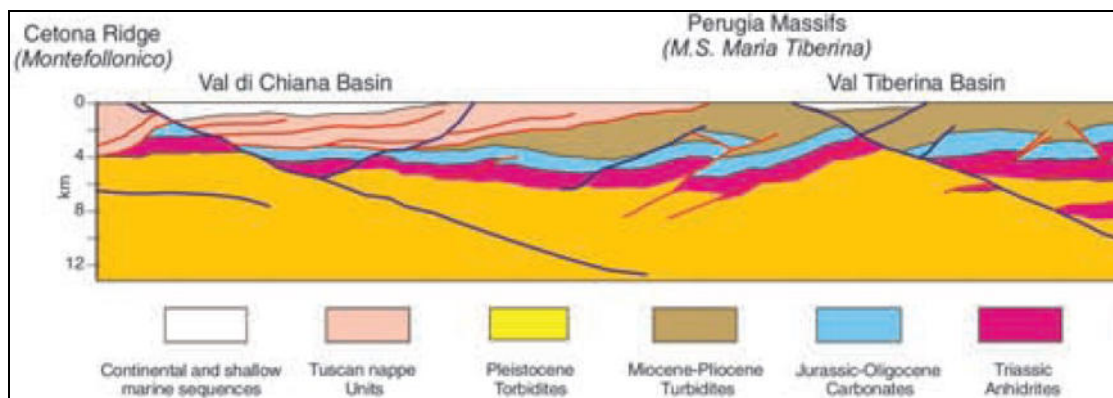 Cetona Ridge
(Montefollonico)
Perugia Massifs
(M.S. Maria Tiberina)
Val di Chiana Basin
Val Tiberina Basin
0
4
km
8
12
Continental and shallow
marine sequences
Tuscan nappe
Units
Pleistocene
Torbidites
Miocene-Pliocene
Turbidites
Jurassic-Oligocene
Carbonates
Triassic
Anhidrites